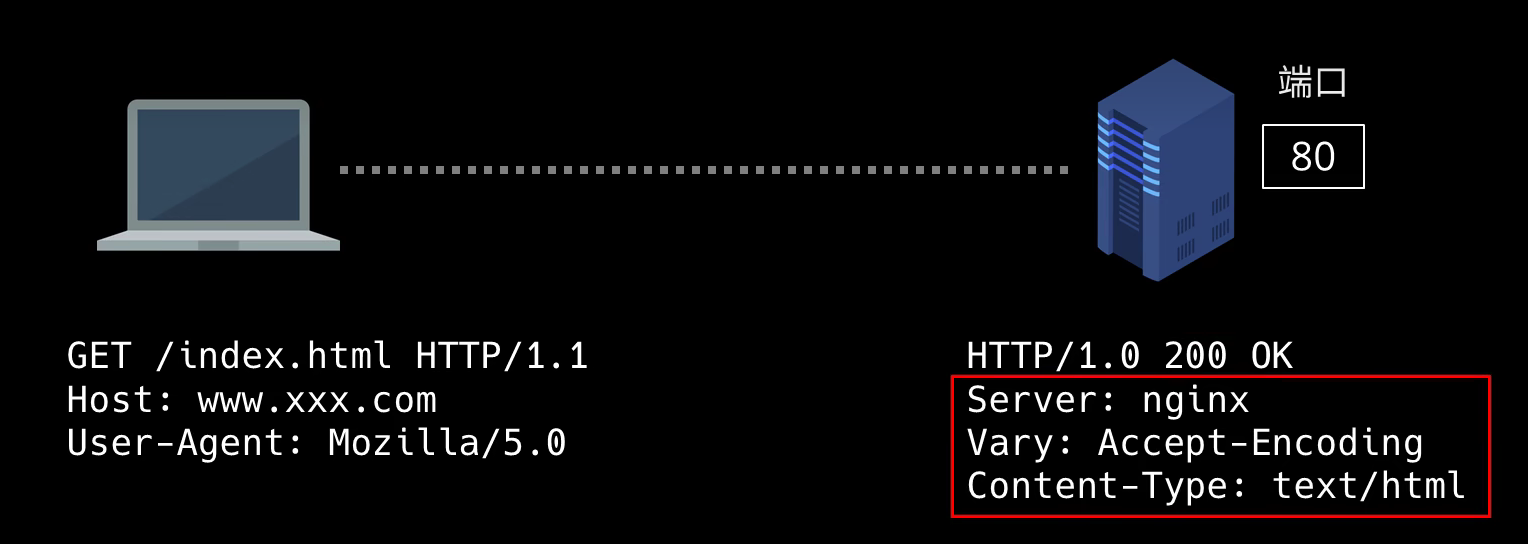 端口
80
GET /index.html HTTP/1.1
Host: www.xxx.com
User-Agent: Mozilla/5.0
HTTP/1.0 200 OK
Server: nginx
Vary: Accept-Encoding
Content-Type: text/html